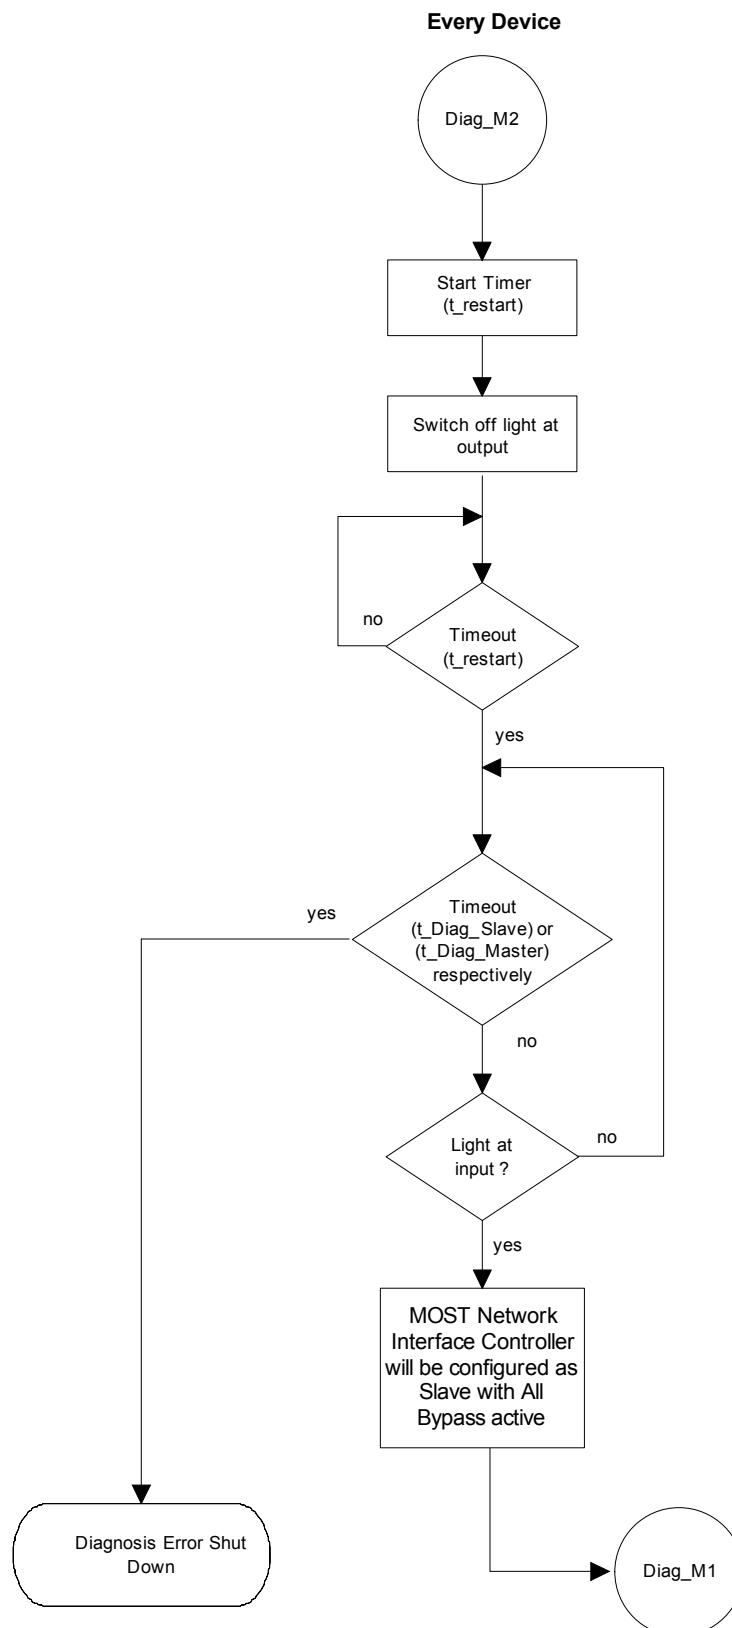 Every Device
Diag_M2
Start Timer
(t_restart)
Switch off light at
output
no
Timeout
(t_restart)
yes
yes
Timeout
(t_Diag_Slave) or
(t_Diag_Master)
respectively
no
Light at
input ?
no
yes
MOST Network
Interface Controller
will be configured as
Slave with All
Bypass active
Diagnosis Error Shut
Down
Diag_M1